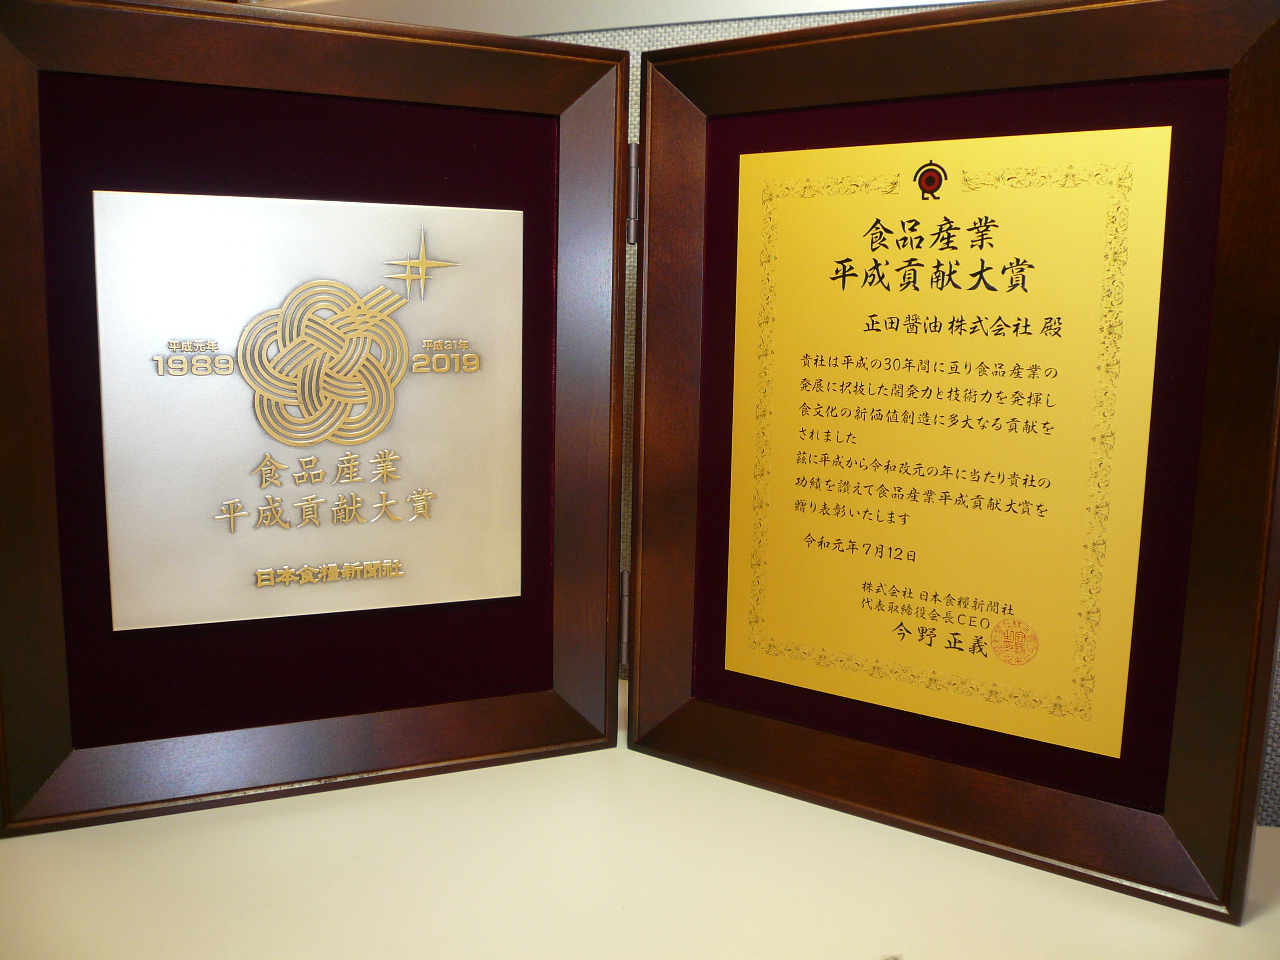 平成元年
1989
平成31年
2019
食品産業
平成貢献大賞
日本食糧新聞社
食品産業
平成貢献大賞
正田醤油株式会社 殿
貴社は平成の30年間に亘り食品産業の
発展に択抜した開発力と技術力を発揮し
食文化の新価値創造に多大なる貢献を
されました
茲に平成から令和改元の年に当たり貴社の
功績を讃えて食品産業平成貢献大賞を
贈り表彰いたします
令和元年7月12日
株式会社 日本食糧新聞社
代表取締役会長CEO
今野正義